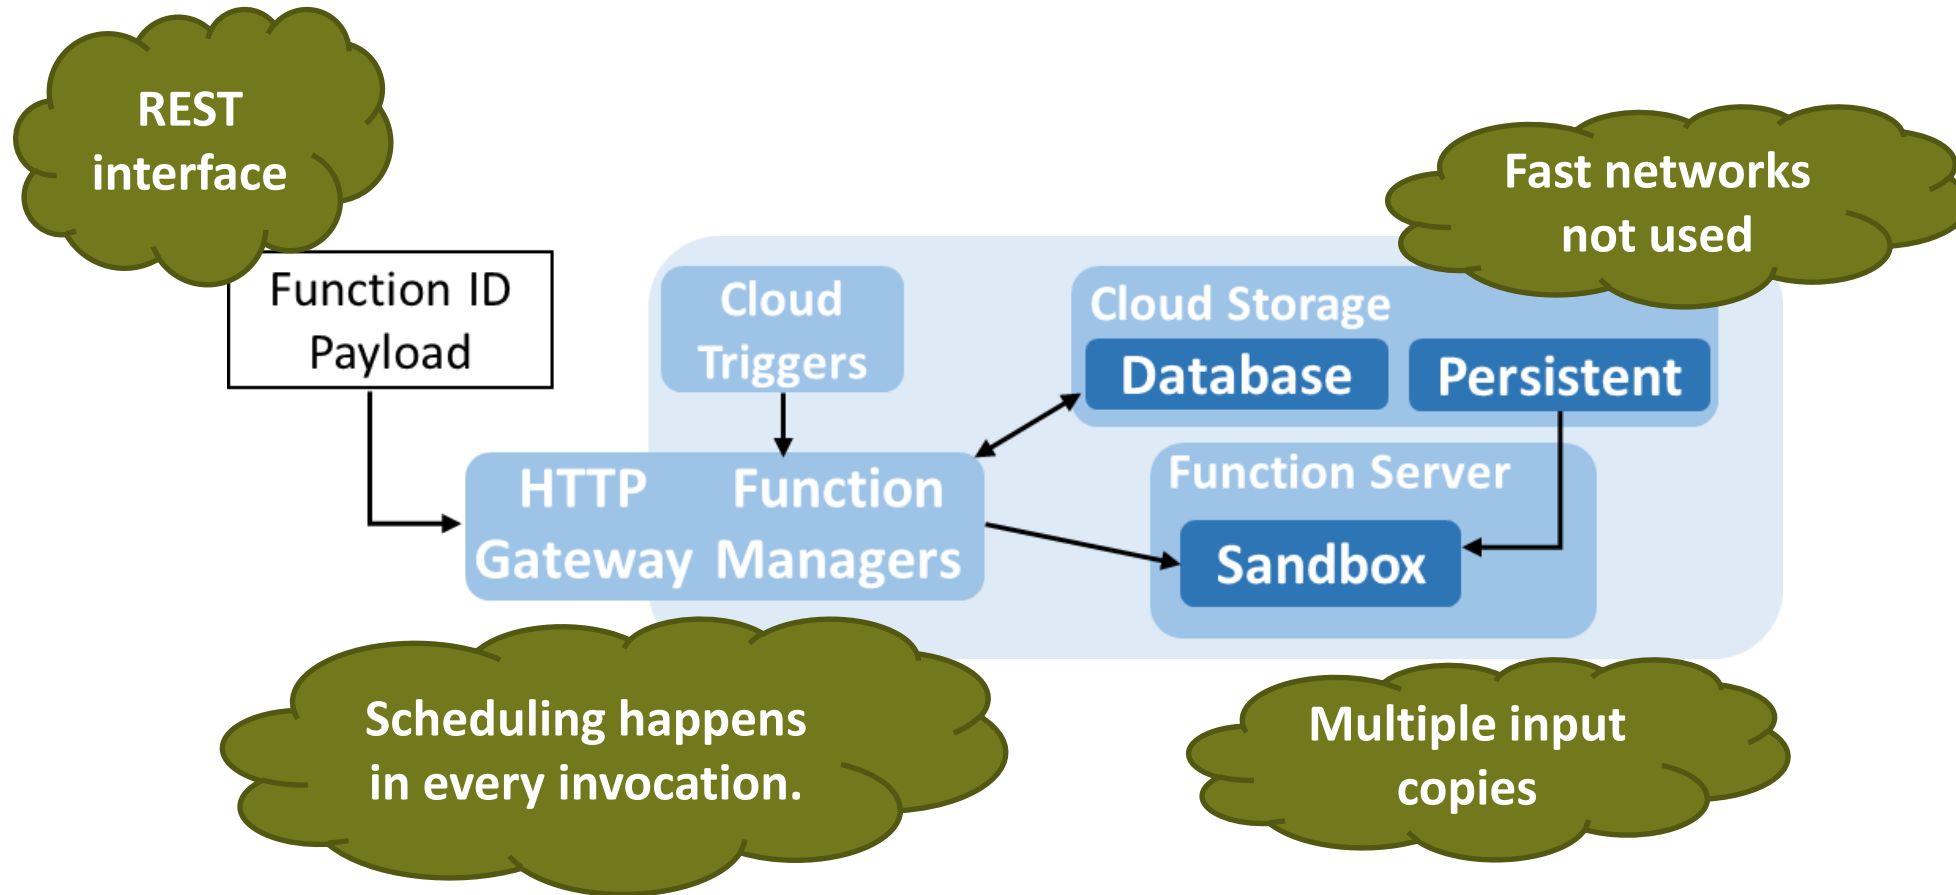 REST
interface
Fast networks
not used
Function ID
Payload
Cloud
Triggers
Cloud Storage
Database
Persistent
HTTP
Gateway
Function
Managers
Function Server
Sandbox
Scheduling happens
in every invocation.
Multiple input
copies